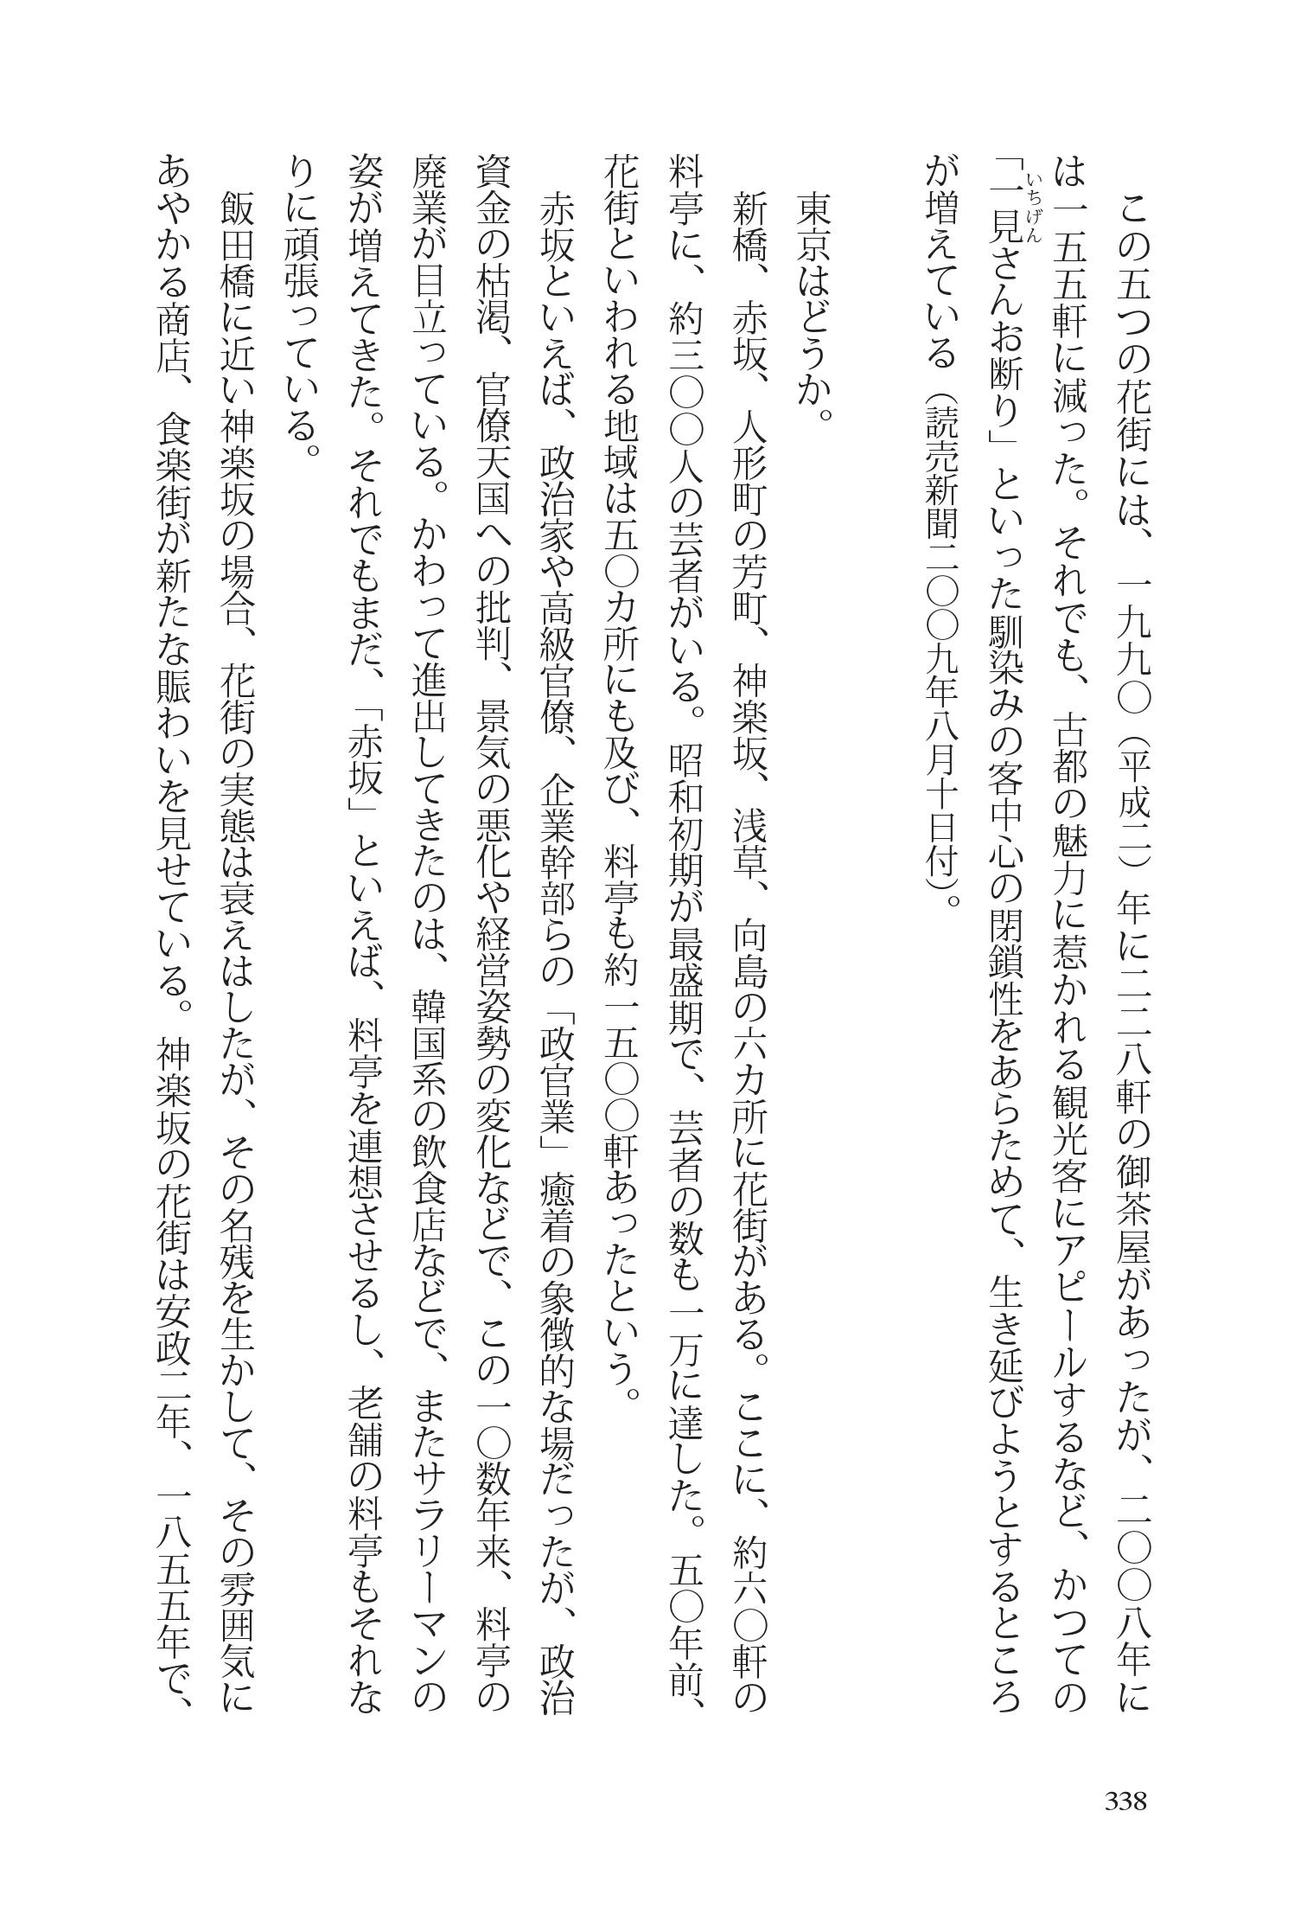 この五つの花街には、一九九〇（平成二）年に二二八軒の御茶屋があったが、二〇〇八年に
は一五五軒に減った。それでも、古都の魅力に惹かれる観光客にアピールするなど、かつての
「一見さんお断り」といった馴染みの客中心の閉鎖性をあらためて、生き延びようとするところ
いちげん
が増えている（読売新聞二〇〇九年八月十日付）。
東京はどうか。
新橋、赤坂、人形町の芳町、神楽坂、浅草、向島の六カ所に花街がある。ここに、約六〇軒の
料亭に、約三〇〇人の芸者がいる。昭和初期が最盛期で、芸者の数も一万に達した。五〇年前、
花街といわれる地域は五〇カ所にも及び、料亭も約一五〇〇軒あったという。
赤坂といえば、政治家や高級官僚、企業幹部らの「政官業」癒着の象徴的な場だったが、政治
資金の枯渇、官僚天国への批判、景気の悪化や経営姿勢の変化などで、この一〇数年来、料亭の
廃業が目立っている。かわって進出してきたのは、韓国系の飲食店などで、またサラリーマンの
姿が増えてきた。それでもまだ、「赤坂」といえば、料亭を連想させるし、老舗の料亭もそれな
りに頑張っている。
飯田橋に近い神楽坂の場合、花街の実態は衰えはしたが、その名残を生かして、その雰囲気に
あやかる商店、食楽街が新たな賑わいを見せている。神楽坂の花街は安政二年、一八五五年で、
338